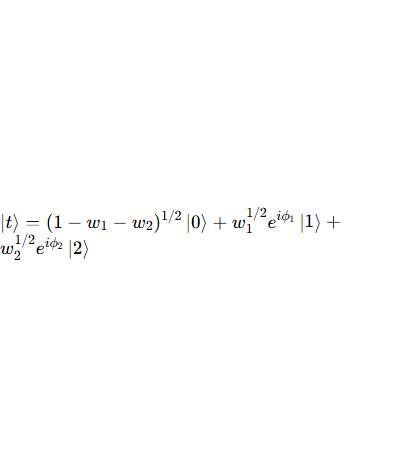 |t⟩ = (1 − w₁ − w₂)^{1/2} |0⟩ + w₁^{1/2} e^{iϕ₁} |1⟩ +
w₂^{1/2} e^{iϕ₂} |2⟩